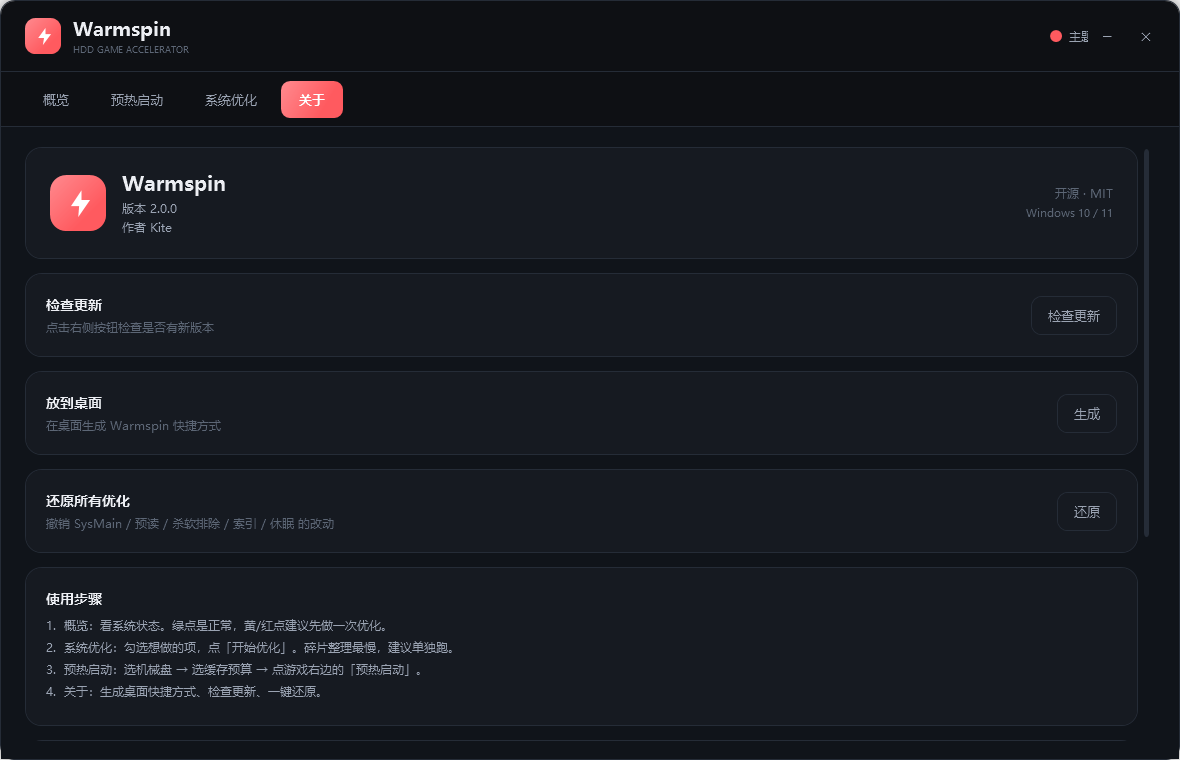 Warmspin
HDD GAME ACCELERATOR
主题
概览
预热启动
系统优化
关于
Warmspin
版本 2.0.0
作者 Kite
开源 · MIT
Windows 10 / 11
检查更新
点击右侧按钮检查是否有新版本
检查更新
放到桌面
在桌面生成 Warmspin 快捷方式
生成
还原所有优化
撤销 SysMain / 预读 / 杀软排除 / 索引 / 休眠 的改动
还原
使用步骤
1. 概览：看系统状态。绿点是正常，黄/红点建议先做一次优化。
2. 系统优化：勾选想做的项，点「开始优化」。碎片整理最慢，建议单独跑。
3. 预热启动：选机械盘 → 选缓存预算 → 点游戏右边的「预热启动」。
4. 关于：生成桌面快捷方式、检查更新、一键还原。